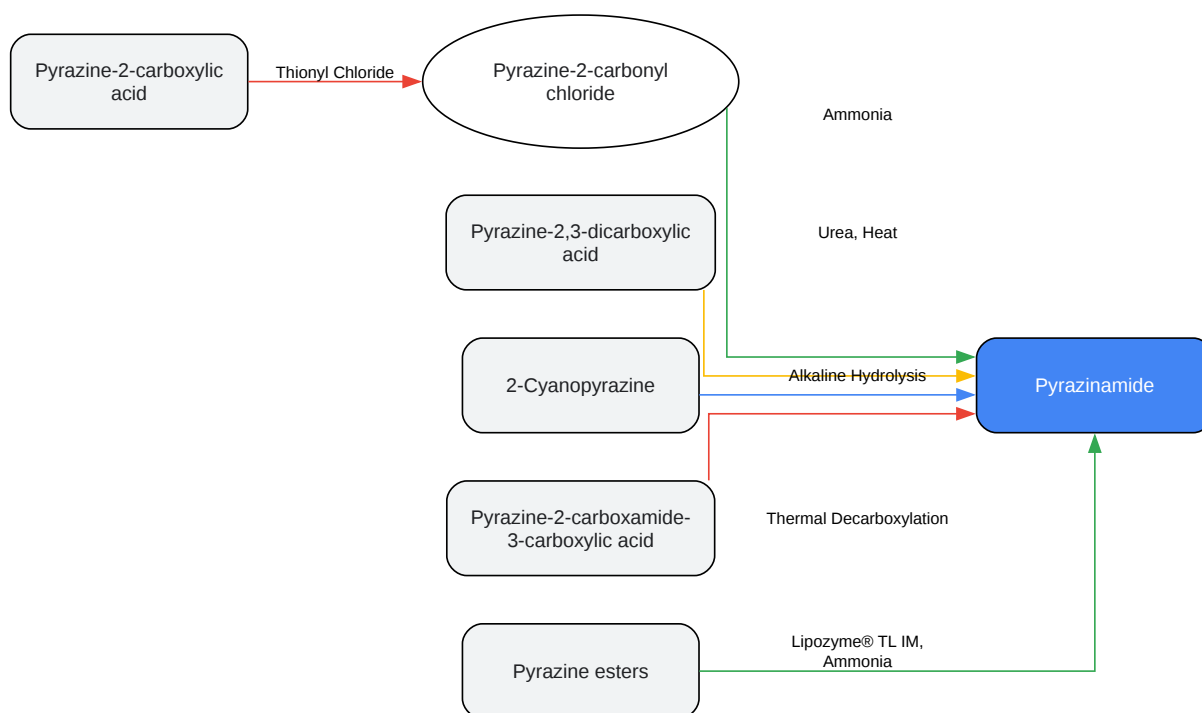 Pyrazine-2-carboxylic
acid
Thionyl Chloride
Pyrazine-2-carbonyl
chloride
Ammonia
Pyrazine-2,3-dicarboxylic
acid
Urea, Heat
2-Cyanopyrazine
Alkaline Hydrolysis
Pyrazinamide
Pyrazine-2-carboxamide-
3-carboxylic acid
Thermal Decarboxylation
Pyrazine esters
Lipozyme® TL IM,
Ammonia